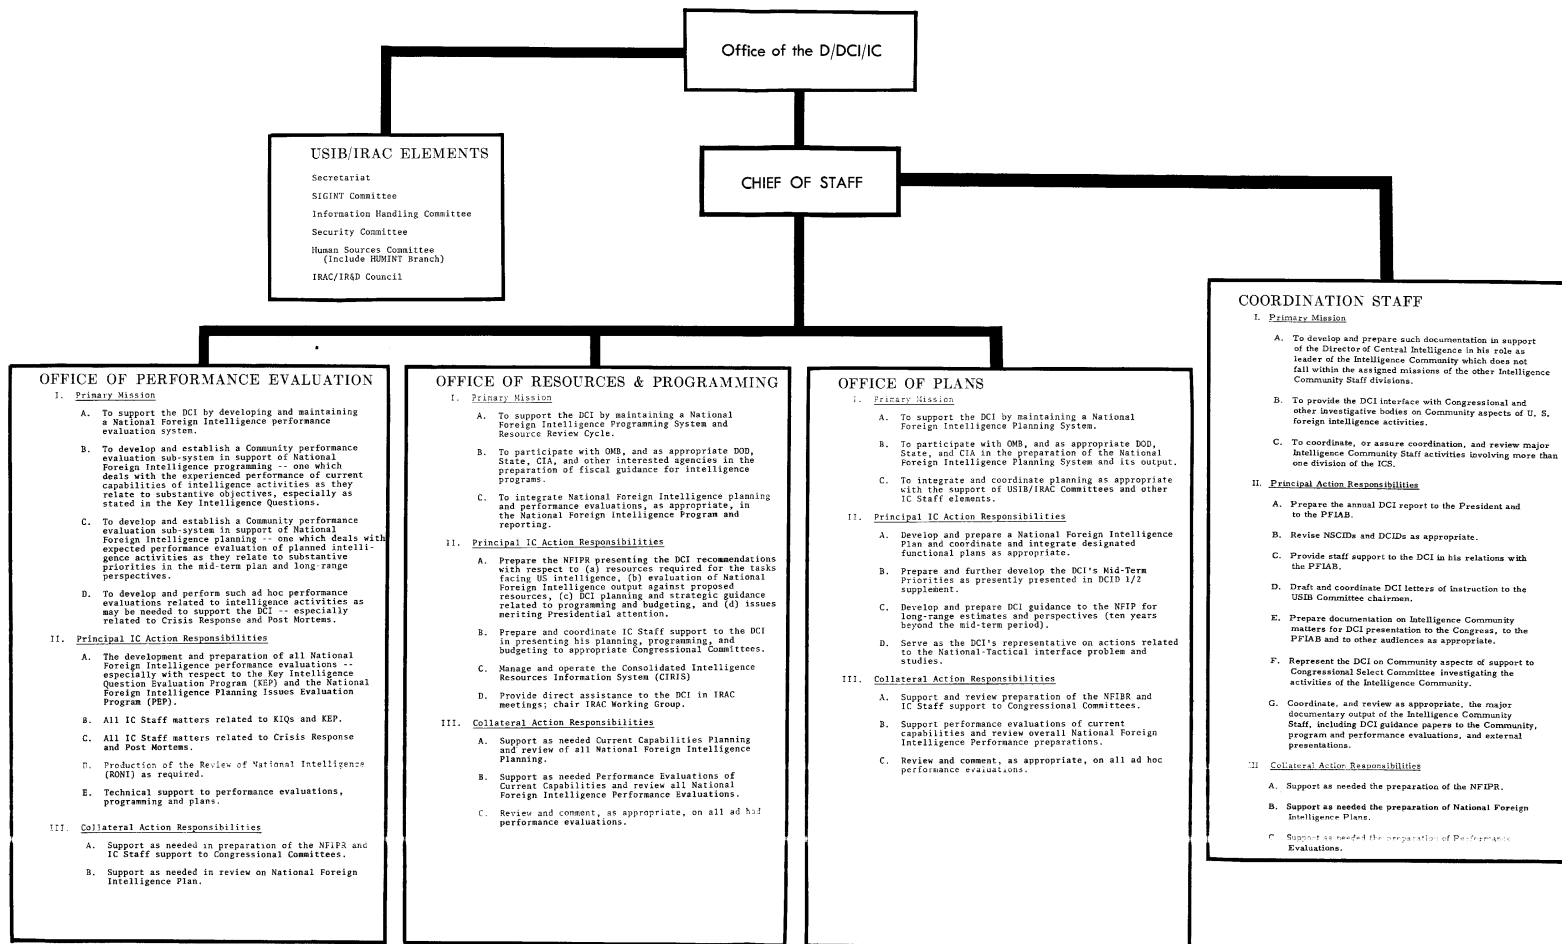 Office of the D/DCI/IC
USIB/IRAC ELEMENTS
Secretariat
SIGINT Committee
Information Handling Committee
Security Committee
Human Sources Committee
(Include HUMINT Branch)
IRAC/IR&D Council
CHIEF OF STAFF
OFFICE OF PERFORMANCE EVALUATION
I. Primary Mission
A. To support the DCI by developing and maintaining
a National Foreign Intelligence performance
evaluation system.
B. To develop and establish a Community performance
evaluation sub-system in support of National
Foreign Intelligence programming -- one which
deals with the experienced performance of current
capabilities of intelligence activities as they
relate to substantive objectives, especially as
stated in the Key Intelligence Questions.
C. To develop and establish a Community performance
evaluation sub-system in support of National
Foreign Intelligence planning -- one which deals with
expected performance evaluation of planned intelli-
gence activities as they relate to substantive
priorities in the mid-term plan and long-range
perspectives.
D. To develop and perform such ad hoc performance
evaluations related to intelligence activities as
may be needed to support the DCI -- especially
related to Crisis Response and Post Mortems.
II. Principal IC Action Responsibilities
A. The development and preparation of all National
Foreign Intelligence performance evaluations --
especially with respect to the Key Intelligence
Question Evaluation Program (KEP) and the National
Foreign Intelligence Planning Issues Evaluation
Program (PEP).
B. All IC Staff matters related to KIQs and KEP.
C. All IC Staff matters related to Crisis Response
and Post Mortems.
D. Production of the Review of National Intelligence
(RONI) as required.
E. Technical support to performance evaluations,
programming and plans.
III. Collateral Action Responsibilities
A. Support as needed in preparation of the NFIPR and
IC Staff support to Congressional Committees.
B. Support as needed in review on National Foreign
Intelligence Plan.
OFFICE OF RESOURCES & PROGRAMMING
I. Primary Mission
A. To support the DCI by maintaining a National
Foreign Intelligence Programming System and
Resource Review Cycle.
B. To participate with OMB, and as appropriate DOD,
State, CIA, and other interested agencies in the
preparation of fiscal guidance for intelligence
programs.
C. To integrate National Foreign Intelligence planning
and performance evaluations, as appropriate, in
the National Foreign Intelligence Program and
reporting.
II. Principal IC Action Responsibilities
A. Prepare the NFIPR presenting the DCI recommendations
with respect to (a) resources required for the tasks
facing US intelligence, (b) evaluation of National
Foreign Intelligence output against proposed
resources, (c) DCI planning and strategic guidance
related to programming and budgeting, and (d) issues
meriting Presidential attention.
B. Prepare and coordinate IC Staff support to the DCI
in presenting his planning, programming, and
budgeting to appropriate Congressional Committees.
C. Manage and operate the Consolidated Intelligence
Resources Information System (CIRIS)
D. Provide direct assistance to the DCI in IRAC
meetings; chair IRAC Working Group.
III. Collateral Action Responsibilities
A. Support as needed Current Capabilities Planning
and review of all National Foreign Intelligence
Planning.
B. Support as needed Performance Evaluations of
Current Capabilities and review all National
Foreign Intelligence Performance Evaluations.
C. Review and comment, as appropriate, on all ad hod
performance evaluations.
OFFICE OF PLANS
I. Primary Mission
A. To support the DCI by maintaining a National
Foreign Intelligence Planning System.
B. To participate with OMB, and as appropriate DOD,
State, and CIA in the preparation of the National
Foreign Intelligence Planning System and its output.
C. To integrate and coordinate planning as appropriate
with the support of USIB/IRAC Committees and other
IC Staff elements.
II. Principal IC Action Responsibilities
A. Develop and prepare a National Foreign Intelligence
Plan and coordinate and integrate designated
functional plans as appropriate.
B. Prepare and further develop the DCI's Mid-Term
Priorities as presently presented in DCID 1/2
supplement.
C. Develop and prepare DCI guidance to the NFIP for
long-range estimates and perspectives (ten years
beyond the mid-term period).
D. Serve as the DCI's representative on actions related
to the National-Tactical interface problem and
studies.
III. Collateral Action Responsibilities
A. Support and review preparation of the NFIBR and
IC Staff support to Congressional Committees.
B. Support performance evaluations of current
capabilities and review overall National Foreign
Intelligence Performance preparations.
C. Review and comment, as appropriate, on all ad hoc
performance evaluations.
COORDINATION STAFF
I. Primary Mission
A. To develop and prepare such documentation in support
of the Director of Central Intelligence in his role as
leader of the Intelligence Community which does not
fall within the assigned missions of the other Intelligence
Community Staff divisions.
B. To provide the DCI interface with Congressional and
other investigative bodies on Community aspects of U. S.
foreign intelligence activities.
C. To coordinate, or assure coordination, and review major
Intelligence Community Staff activities involving more than
one division of the ICS.
II. Principal Action Responsibilities
A. Prepare the annual DCI report to the President and
to the PFIAB.
B. Revise NSCIDs and DCIDs as appropriate.
C. Provide staff support to the DCI in his relations with
the PFIAB.
D. Draft and coordinate DCI letters of instruction to the
USIB Committee chairmen.
E. Prepare documentation on Intelligence Community
matters for DCI presentation to the Congress, to the
PFIAB and to other audiences as appropriate.
F. Represent the DCI on Community aspects of support to
Congressional Select Committee investigating the
activities of the Intelligence Community.
G. Coordinate, and review as appropriate, the major
documentary output of the Intelligence Community
Staff, including DCI guidance papers to the Community,
program and performance evaluations, and external
presentations.
III Collateral Action Responsibilities
A. Support as needed the preparation of the NFIPR.
B. Support as needed the preparation of National Foreign
Intelligence Plans.
C Support as needed the preparation of Performance
Evaluations.